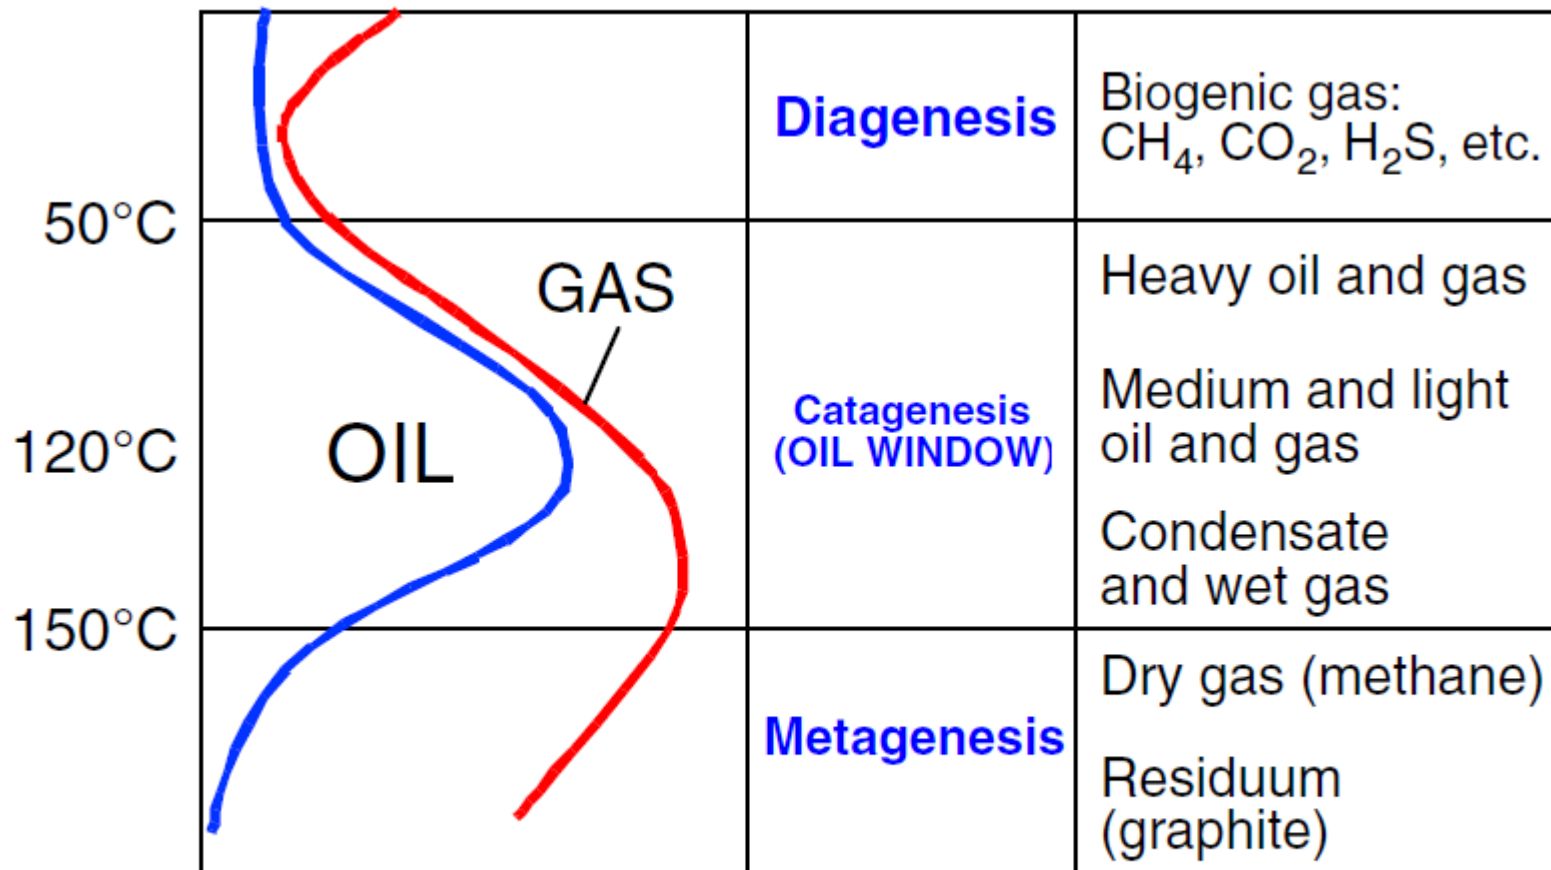 Diagenesis
Biogenic gas:
CH₄, CO₂, H₂S, etc.
50°C
GAS
Heavy oil and gas
OIL
120°C
Catagenesis
(OIL WINDOW)
Medium and light
oil and gas
Condensate
and wet gas
150°C
Metagenesis
Dry gas (methane)
Residuum
(graphite)